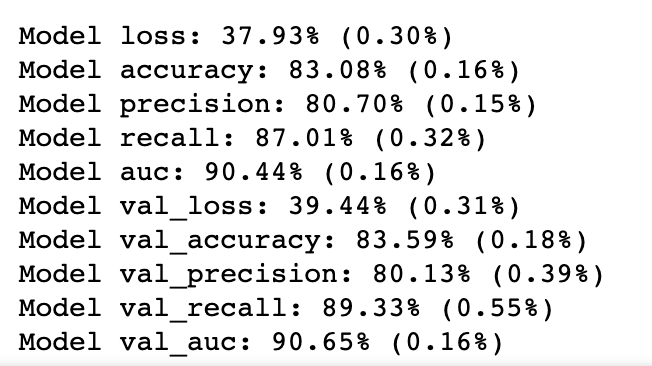 Model loss: 37.93% (0.30%)
Model accuracy: 83.08% (0.16%)
Model precision: 80.70% (0.15%)
Model recall: 87.01% (0.32%)
Model auc: 90.44% (0.16%)
Model val_loss: 39.44% (0.31%)
Model val_accuracy: 83.59% (0.18%)
Model val_precision: 80.13% (0.39%)
Model val_recall: 89.33% (0.55%)
Model val_auc: 90.65% (0.16%)